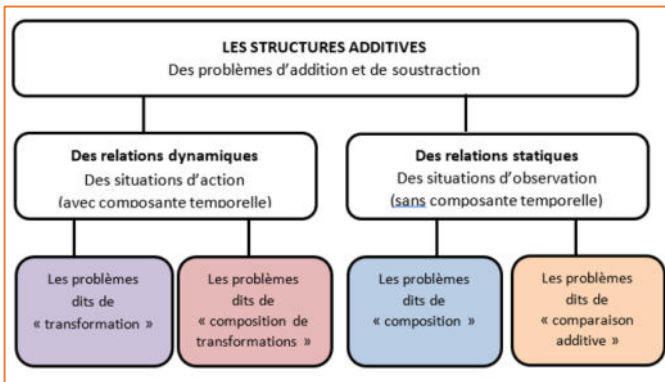 LES STRUCTURES ADDITIVES
Des problèmes d'addition et de soustraction
Des relations dynamiques
Des situations d'action
(avec composante temporelle)
Des relations statiques
Des situations d'observation
(sans composante temporelle)
Les problèmes
dits de
« transformation »
Les problèmes
dits de
« composition de
transformations »
Les problèmes
dits de
« composition »
Les problèmes
dits de
« comparaison
additive »